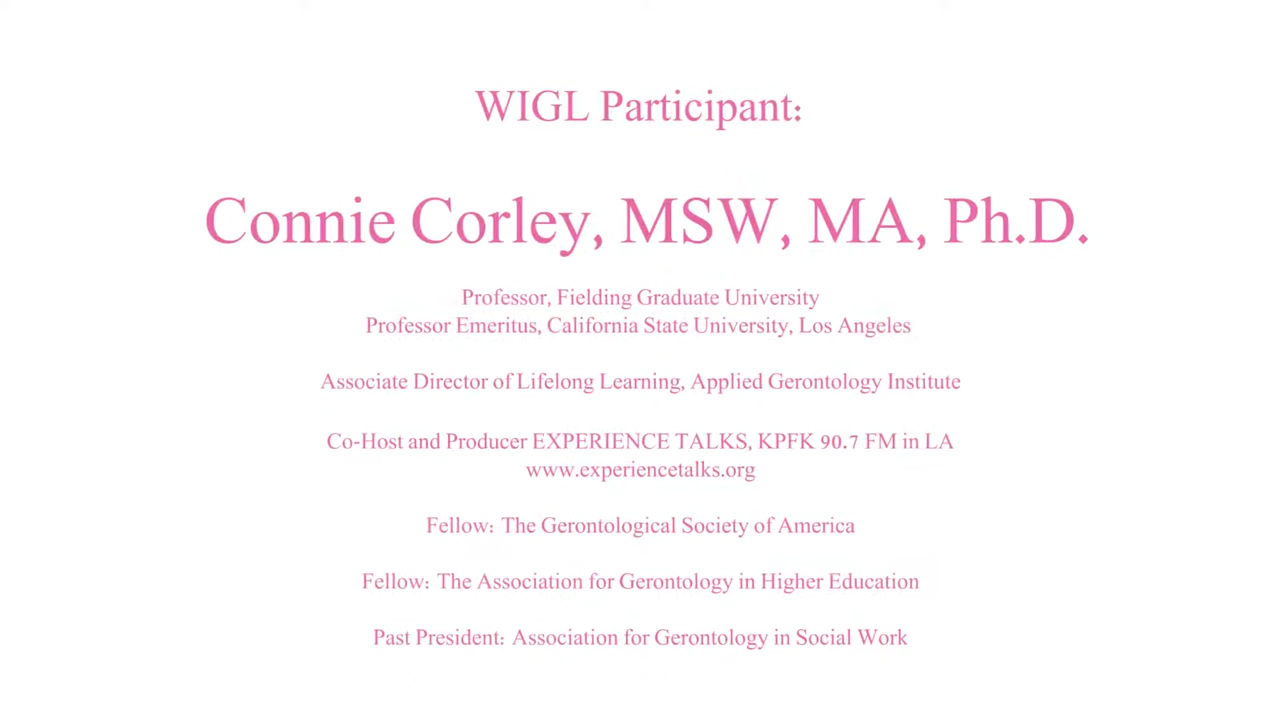 WIGL Participant:
Connie Corley, MSW, MA, Ph.D.
Professor, Fielding Graduate University
Professor Emeritus, California State University, Los Angeles
Associate Director of Lifelong Learning, Applied Gerontology Institute
Co-Host and Producer EXPERIENCE TALKS, KPFK 90.7 FM in LA
www.experiencetalks.org
Fellow: The Gerontological Society of America
Fellow: The Association for Gerontology in Higher Education
Past President: Association for Gerontology in Social Work